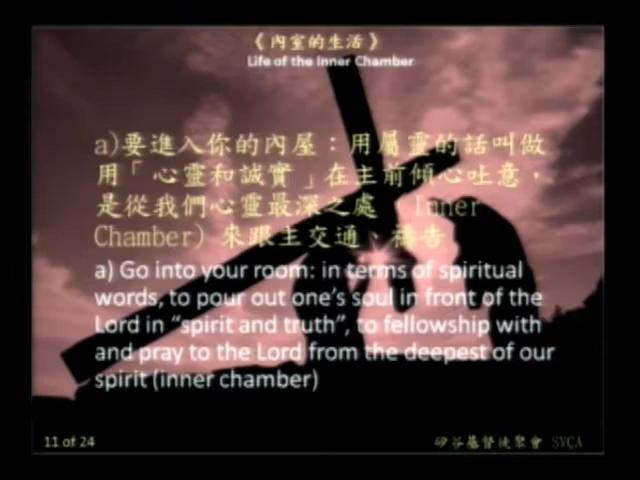 《內室的生活》
Life of the Inner Chamber
a)要進入你的內屋：用屬靈的話叫做
用「心靈和誠實」在主前傾心吐意，
是從我們心靈最深之處 (Inner
Chamber) 來跟主交通、禱告
a) Go into your room: in terms of spiritual
words, to pour out one's soul in front of the
Lord in “spirit and truth”, to fellowship with
and pray to the Lord from the deepest of our
spirit (inner chamber)
11 of 24
矽谷基督徒聚會 SVCA